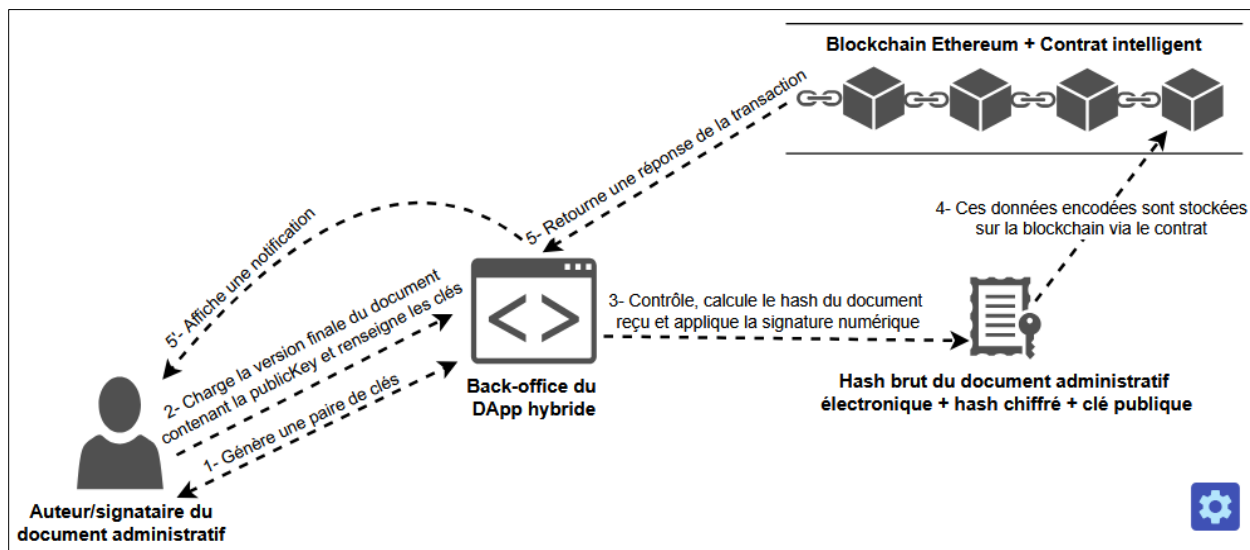 Blockchain Ethereum + Contrat intelligent
5- Retourne une réponse de la transaction
4- Ces données encodées sont stockées
sur la blockchain via le contrat
5'- Affiche une notification
2- Charge la version finale du document
contenant la publicKey et renseigne les clés
1- Génère une paire de clés
3- Contrôle, calcule le hash du document
reçu et applique la signature numérique
Back-office du
DApp hybride
Hash brut du document administratif
électronique + hash chiffré + clé publique
Auteur/signataire du
document administratif